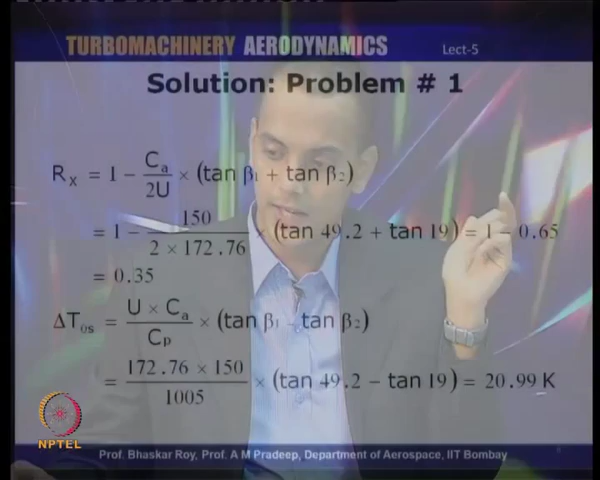 TURBOMACHINERY AERODYNAMICS Lect-5
Solution: Problem # 1
Rₓ = 1 − Cₐ/2U × (tan β₁ + tan β₂)
= 1 − 150/(2 × 172.76) × (tan 49.2 + tan 19) = 1 − 0.65
= 0.35
ΔT₀s = (U × Cₐ)/Cₚ × (tan β₁ − tan β₂)
= (172.76 × 150)/1005 × (tan 49.2 − tan 19) = 20.99 K
NPTEL
Prof. Bhaskar Roy, Prof. A M Pradeep, Department of Aerospace, IIT Bombay